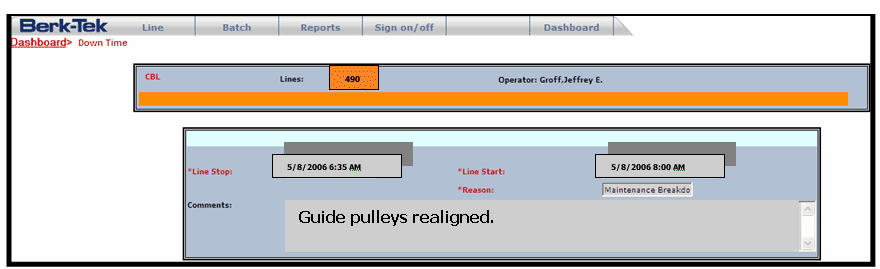 Berk-Tek Line Batch Reports Sign on/off Dashboard
Dashboard> Down Time
CBL Lines: 490 Operator: Groff,Jeffrey E.
*Line Stop: 5/8/2006 6:35 AM *Line Start: 5/8/2006 8:00 AM
*Reason: Maintenance Breakdo
Comments: Guide pulleys realigned.